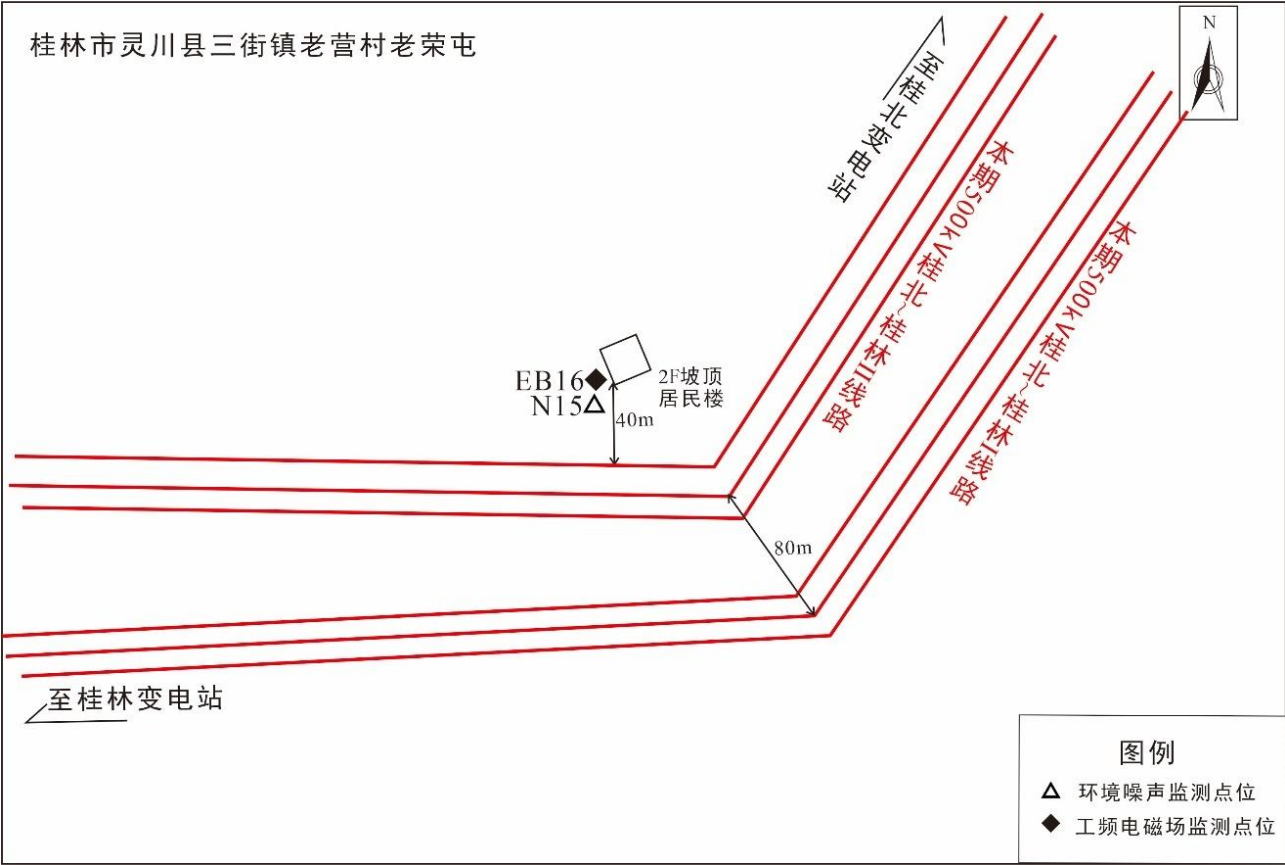 桂林市灵川县三街镇老营村老荣屯
N
至桂北变电站
本期500kV桂北~桂林II线路
本期500kV桂北~桂林I线路
EB16
N15
2F坡顶
居民楼
40m
80m
至桂林变电站
图例
环境噪声监测点位
工频电磁场监测点位